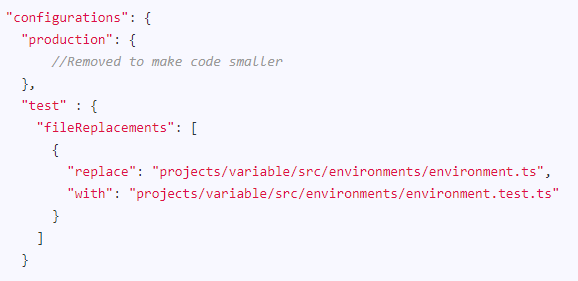 "configurations": {
"production": {
//Removed to make code smaller
},
"test" : {
"fileReplacements": [
{
"replace": "projects/variable/src/environments/environment.ts",
"with": "projects/variable/src/environments/environment.test.ts"
}
]
}